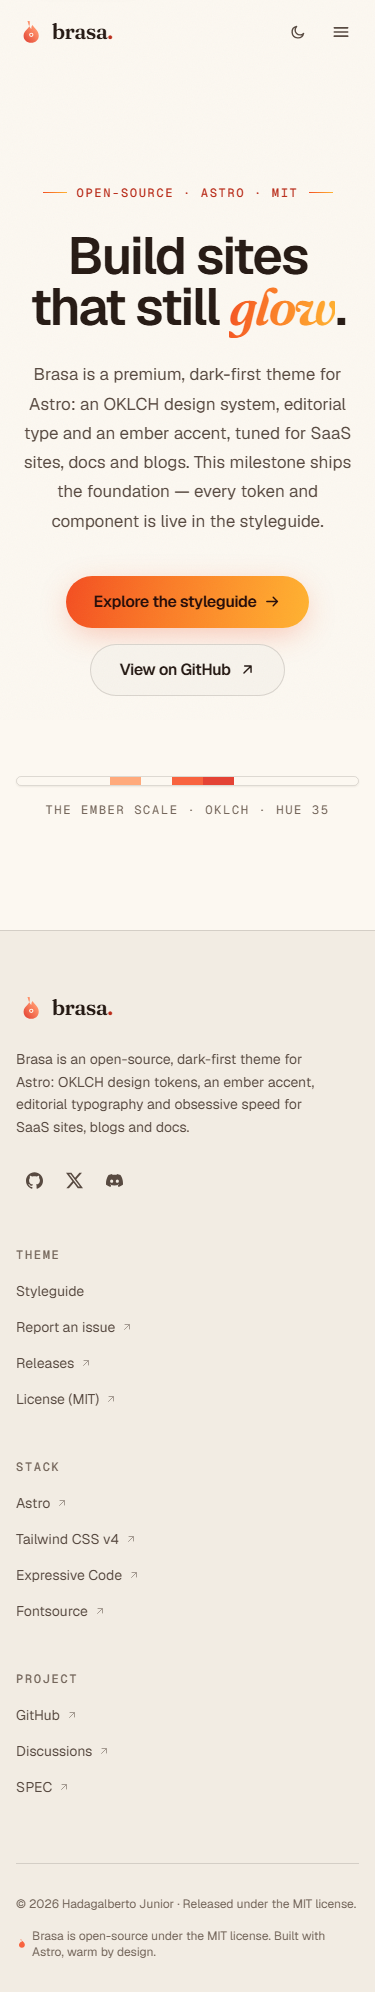 brasa.
OPEN-SOURCE · ASTRO · MIT
Build sites
that still glow.
Brasa is a premium, dark-first theme for
Astro: an OKLCH design system, editorial
type and an ember accent, tuned for SaaS
sites, docs and blogs. This milestone ships
the foundation — every token and
component is live in the styleguide.
Explore the styleguide →
View on GitHub ↗
THE EMBER SCALE · OKLCH · HUE 35
brasa.
Brasa is an open-source, dark-first theme for
Astro: OKLCH design tokens, an ember accent,
editorial typography and obsessive speed for
SaaS sites, blogs and docs.
THEME
Styleguide
Report an issue ↗
Releases ↗
License (MIT) ↗
STACK
Astro ↗
Tailwind CSS v4 ↗
Expressive Code ↗
Fontsource ↗
PROJECT
GitHub ↗
Discussions ↗
SPEC ↗
© 2026 Hadagalberto Junior · Released under the MIT license.
Brasa is open-source under the MIT license. Built with
Astro, warm by design.